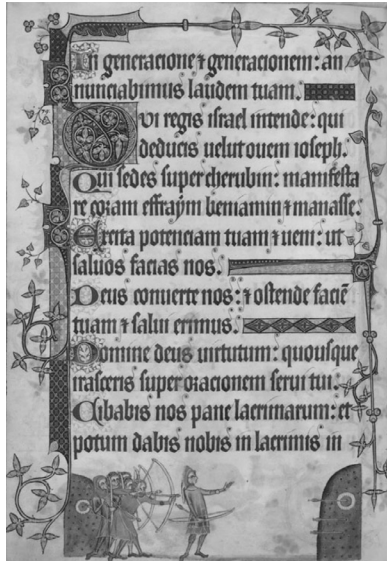 In generacione ⁊ generacionem: an
nunciabimus laudem tuam.
Qui regis israel intende: qui
deducis uelut ouem ioseph.
Qui sedes super cherubin: manifesta
re coram effraym beniamin ⁊ manasse.
Excita potenciam tuam ⁊ ueni: ut
saluos facias nos.
Deus conuerte nos: ⁊ ostende faciē
tuam ⁊ salui erimus.
Domine deus uirtutum: quousque
irasceris super oracionem serui tui.
Cibabis nos pane lacrimarum: et
potum dabis nobis in lacrimis in